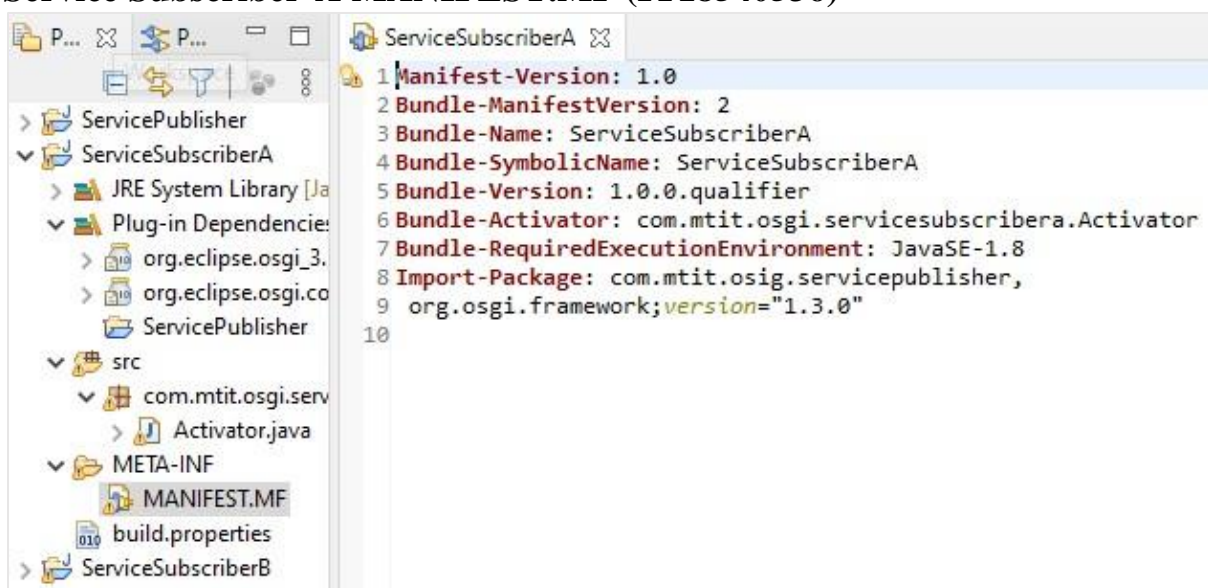 P...
P...
ServicePublisher
ServiceSubscriberA
JRE System Library [Ja
Plug-in Dependencie
org.eclipse.osgi_3.
org.eclipse.osgi.co
ServicePublisher
src
com.mtit.osgi.serv
Activator.java
META-INF
MANIFEST.MF
build.properties
ServiceSubscriberB
ServiceSubscriberA
1 Manifest-Version: 1.0
2 Bundle-ManifestVersion: 2
3 Bundle-Name: ServiceSubscriberA
4 Bundle-SymbolicName: ServiceSubscriberA
5 Bundle-Version: 1.0.0.qualifier
6 Bundle-Activator: com.mtit.osgi.servicesubscribera.Activator
7 Bundle-RequiredExecutionEnvironment: JavaSE-1.8
8 Import-Package: com.mtit.osig.servicepublisher,
9 org.osgi.framework;version="1.3.0"
10